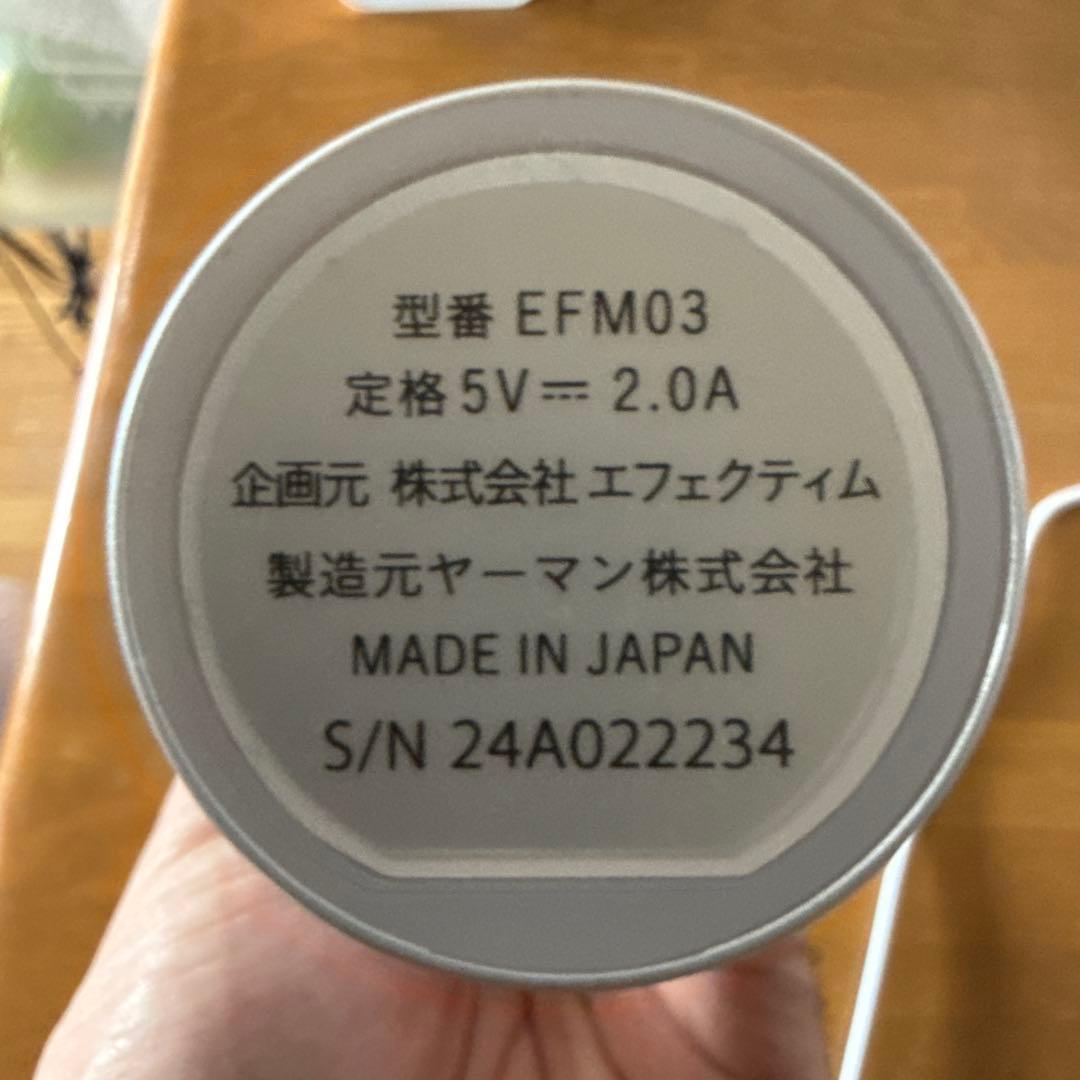 型番 EFM03
定格 5V⎓ 2.0A
企画元 株式会社 エフェクティム
製造元ヤーマン株式会社
MADE IN JAPAN
S/N 24A022234